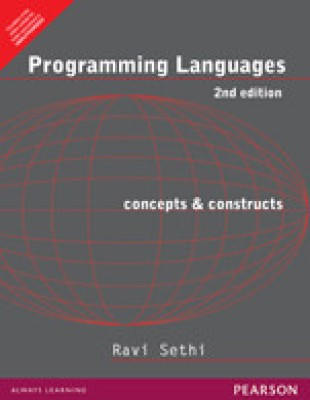 Programming Languages
2nd edition
concepts & constructs
Ravi Sethi
ALWAYS LEARNING
PEARSON